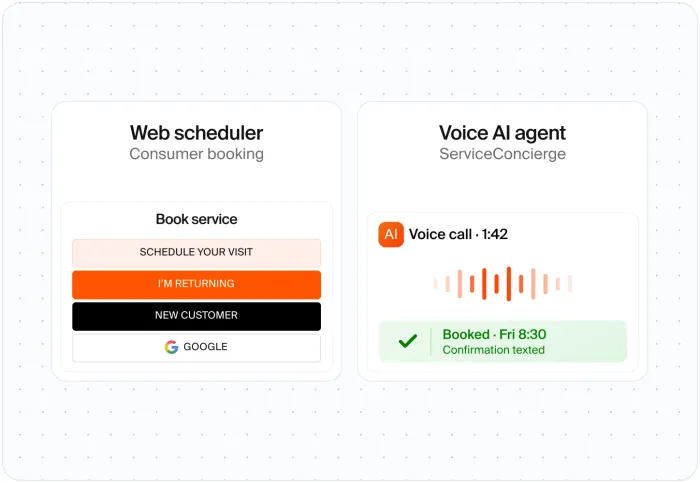 Web scheduler
Consumer booking
Book service
SCHEDULE YOUR VISIT
I'M RETURNING
NEW CUSTOMER
GOOGLE
Voice AI agent
ServiceConcierge
AI Voice call · 1:42
Booked · Fri 8:30
Confirmation texted